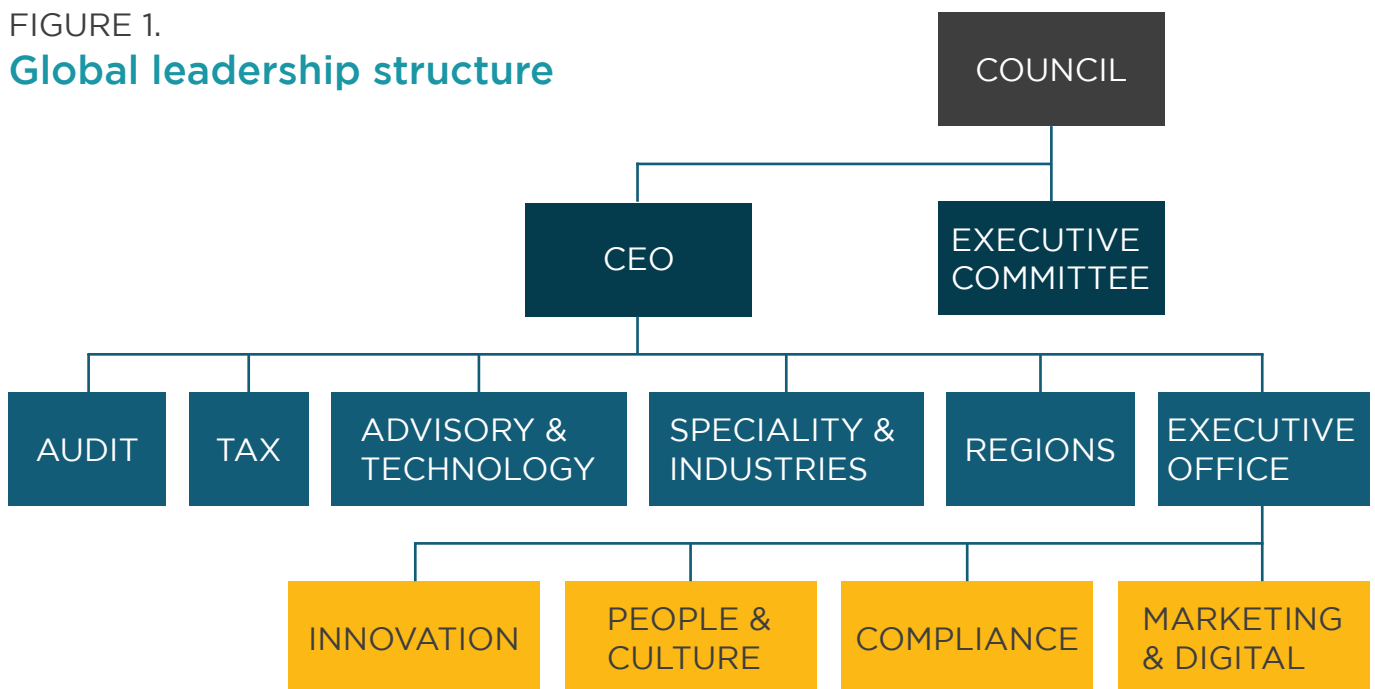 FIGURE 1.
Global leadership structure
COUNCIL
CEO
EXECUTIVE
COMMITTEE
AUDIT
TAX
ADVISORY &
TECHNOLOGY
SPECIALITY &
INDUSTRIES
REGIONS
EXECUTIVE
OFFICE
INNOVATION
PEOPLE &
CULTURE
COMPLIANCE
MARKETING
& DIGITAL